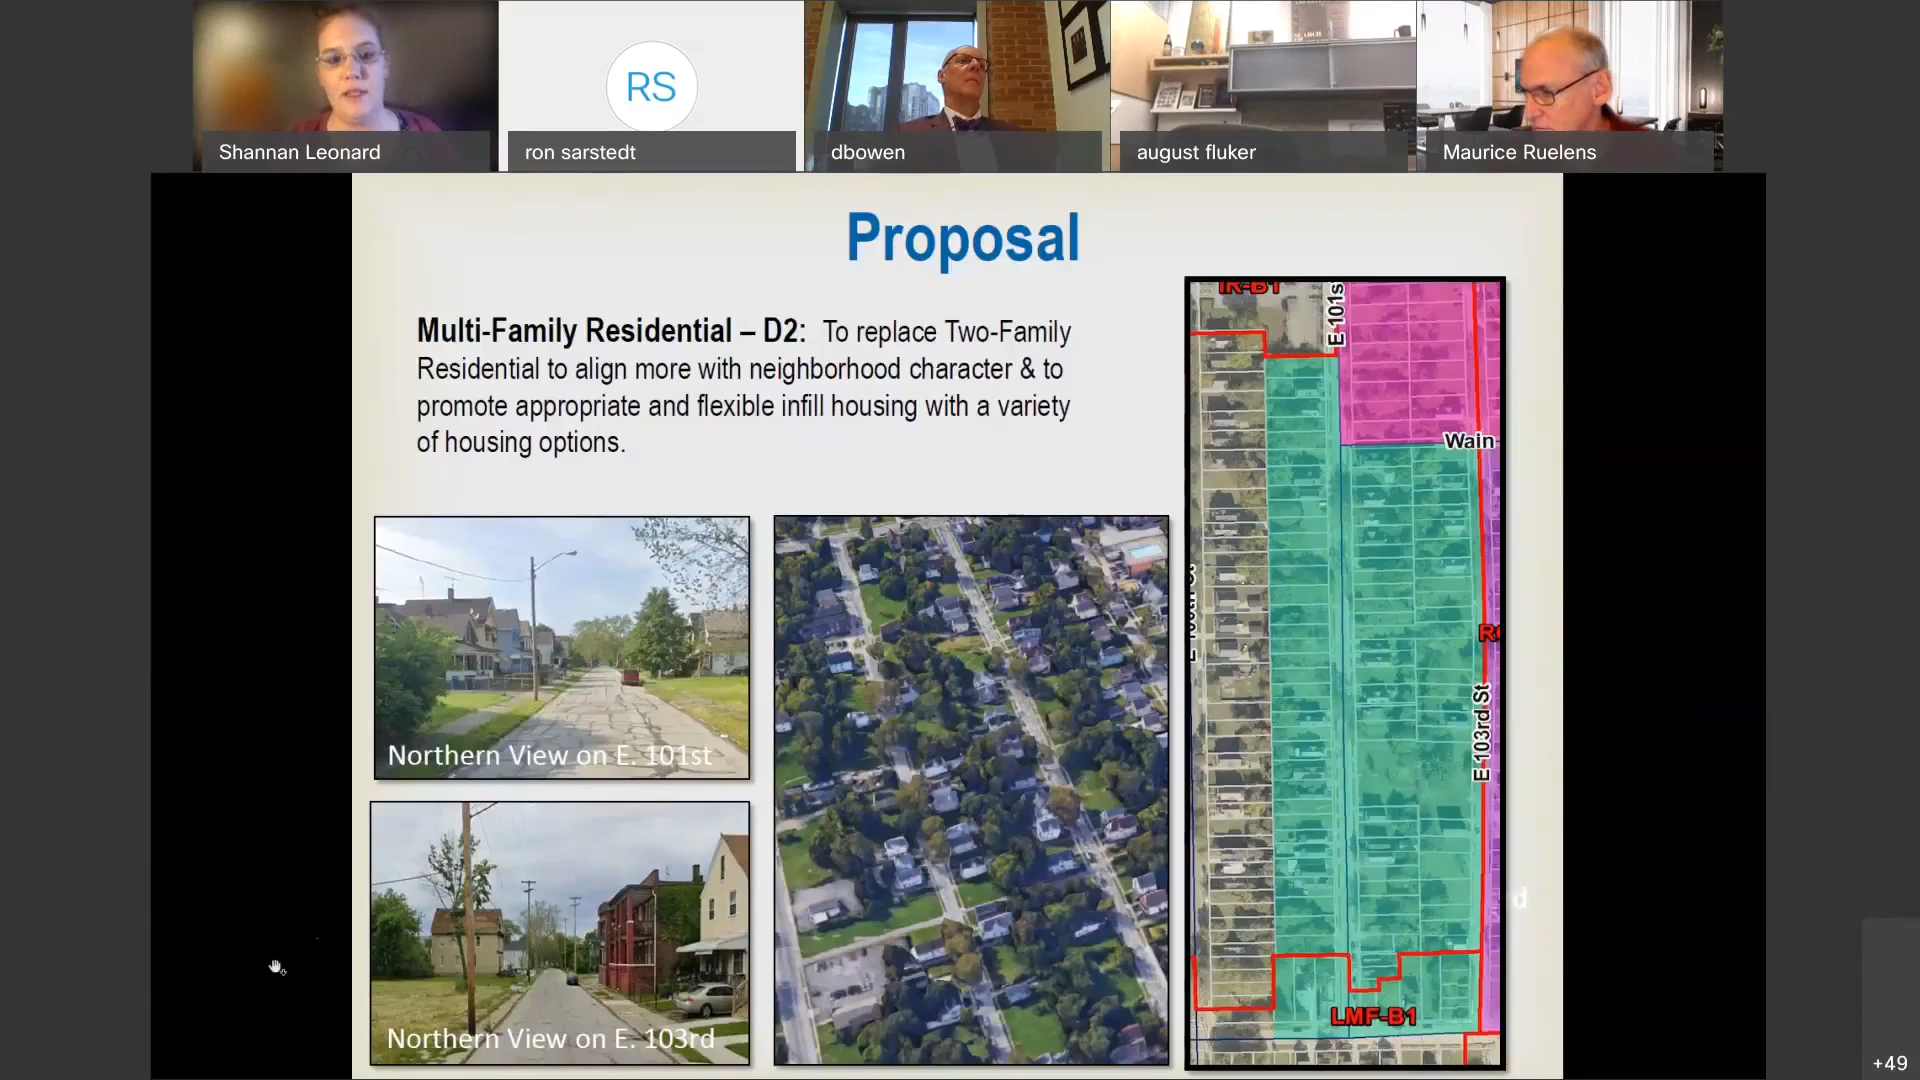 Shannan Leonard
RS
ron sarstedt
dbowen
august fluker
Maurice Ruelens
Proposal
Multi-Family Residential – D2: To replace Two-Family
Residential to align more with neighborhood character & to
promote appropriate and flexible infill housing with a variety
of housing options.
Northern View on E. 101st
Northern View on E. 103rd
IR-B1
E 101s
Wain
E 103rd St
LMF-B1
d
+49